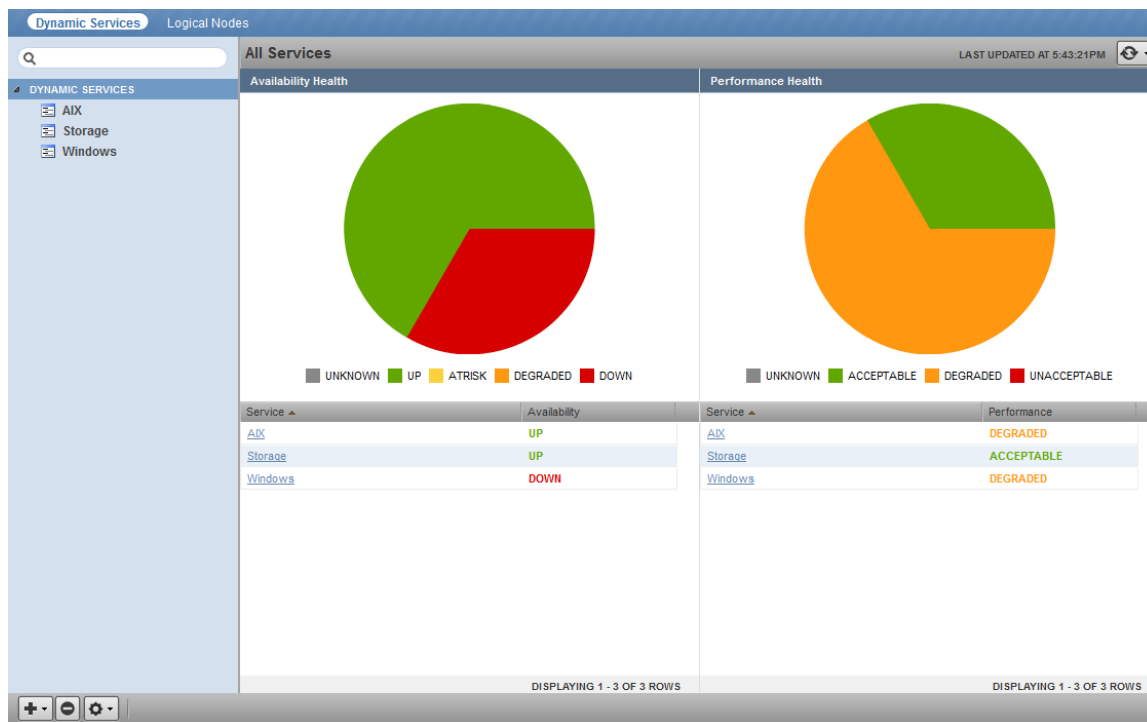 Dynamic Services Logical Nodes
All Services LAST UPDATED AT 5:43:21PM
DYNAMIC SERVICES
AIX
Storage
Windows
Availability Health
UNKNOWN UP ATRISK DEGRADED DOWN
Service Availability
AIX UP
Storage UP
Windows DOWN
DISPLAYING 1 - 3 OF 3 ROWS
Performance Health
UNKNOWN ACCEPTABLE DEGRADED UNACCEPTABLE
Service Performance
AIX DEGRADED
Storage ACCEPTABLE
Windows DEGRADED
DISPLAYING 1 - 3 OF 3 ROWS